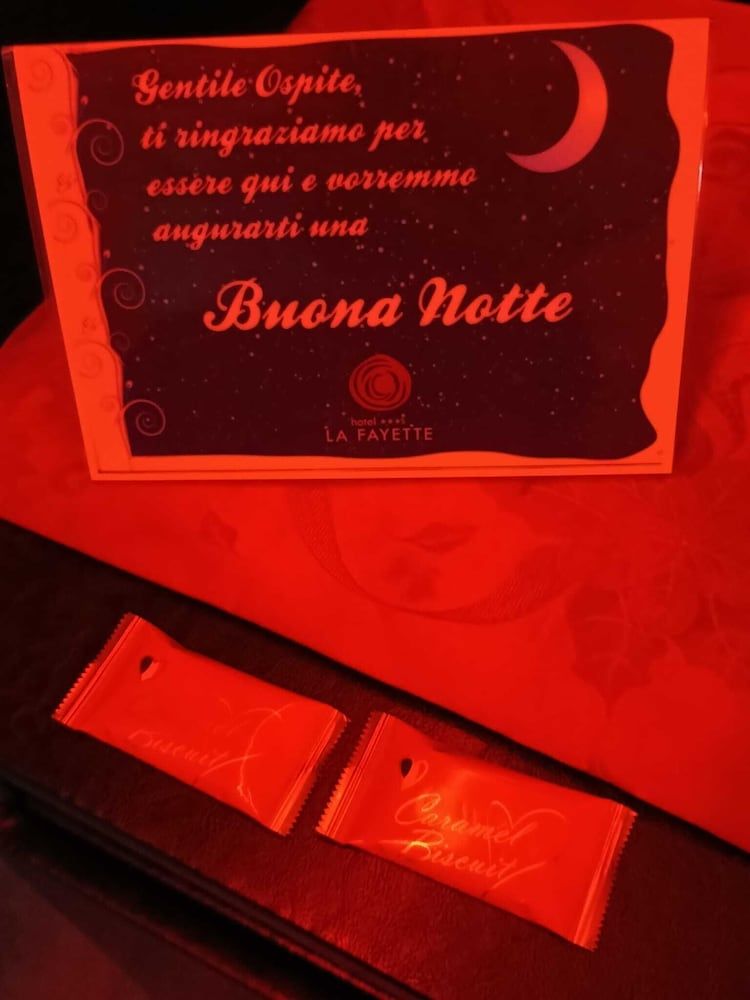 Gentile Ospite,
ti ringraziamo per
essere qui e vorremmo
augurarti una
Buona Notte
hotel ★★★s
LA FAYETTE
Biscuit
Caramel
Biscuit